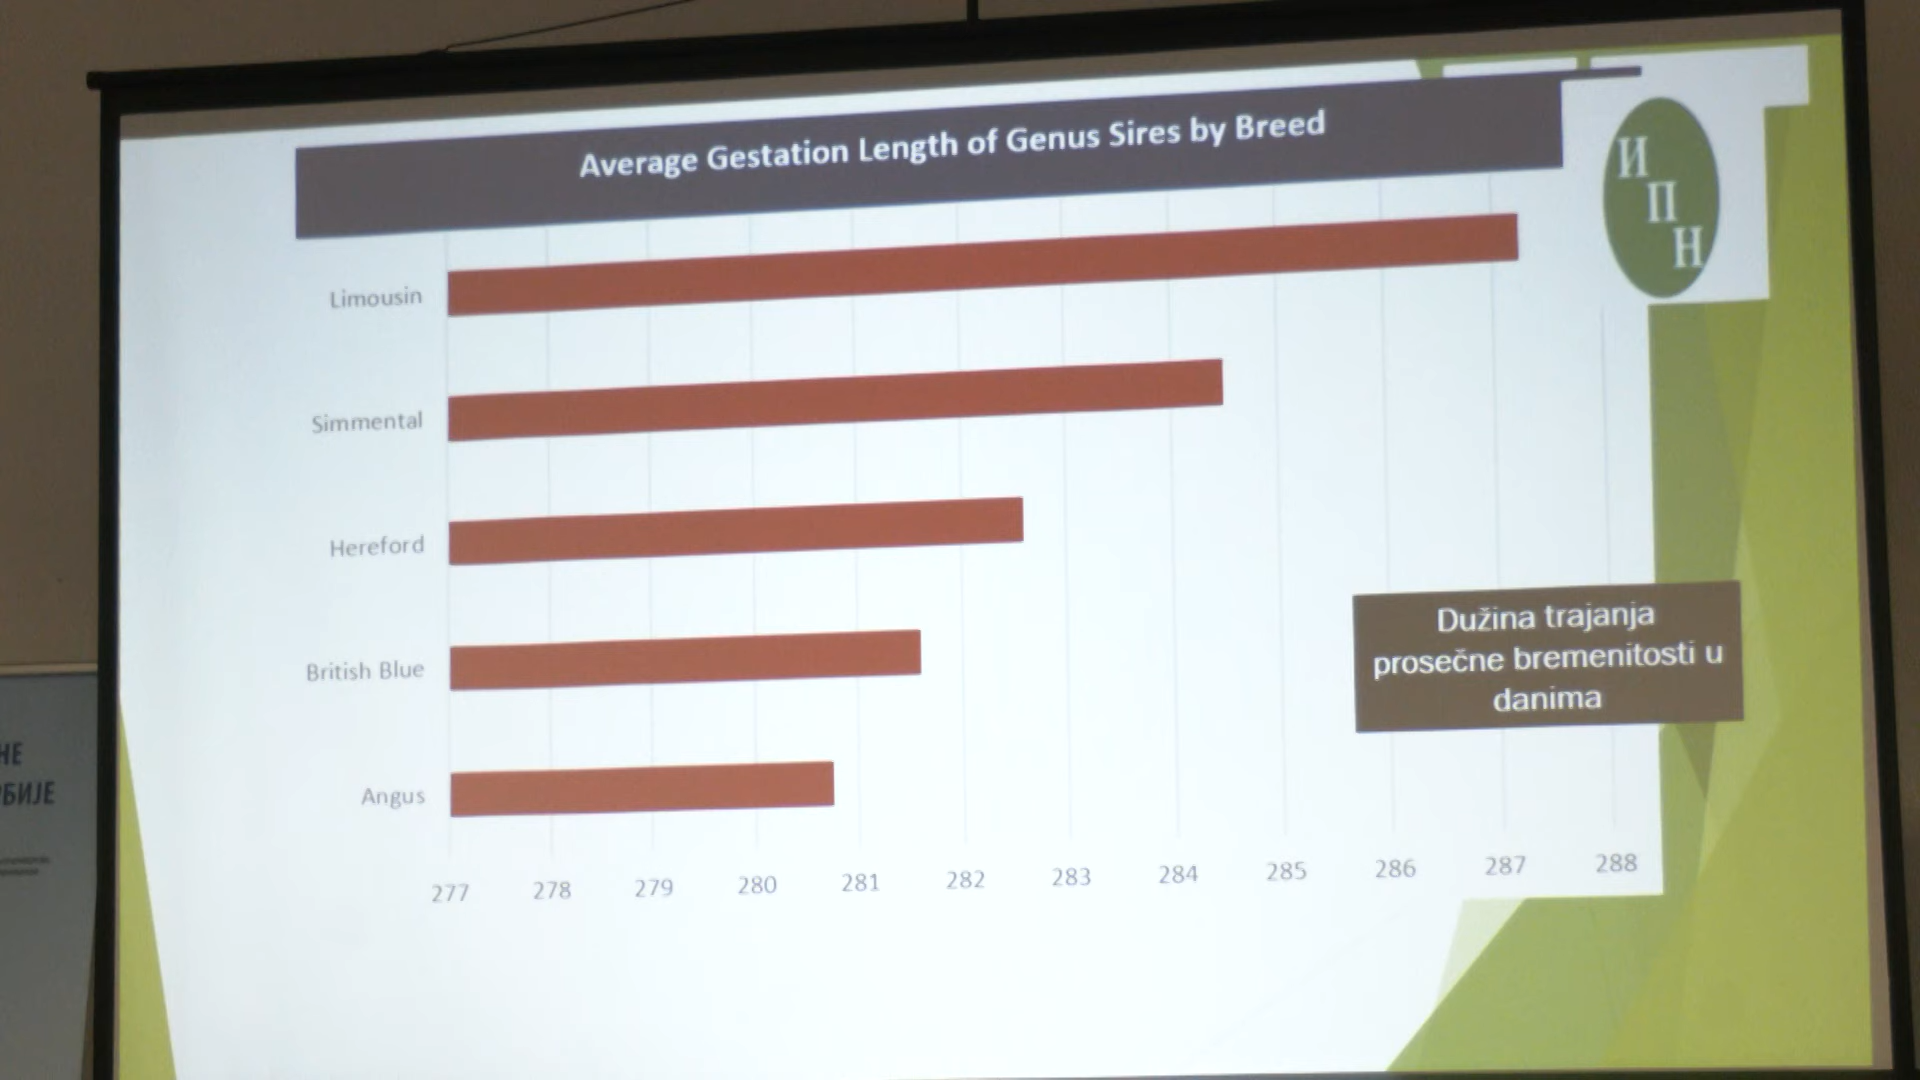 Average Gestation Length of Genus Sires by Breed
И
П
Н
Limousin
Simmental
Hereford
British Blue
Angus
277 278 279 280 281 282 283 284 285 286 287 288
Dužina trajanja
prosečne bremenitosti u
danima
НЕ
БИЈЕ